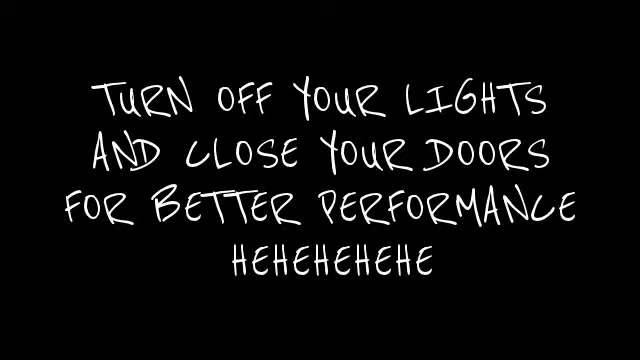 TURN OFF YOUR LIGHTS
AND CLOSE YOUR DOORS
FOR BETTER PERFORMANCE
HEHEHEHEHE